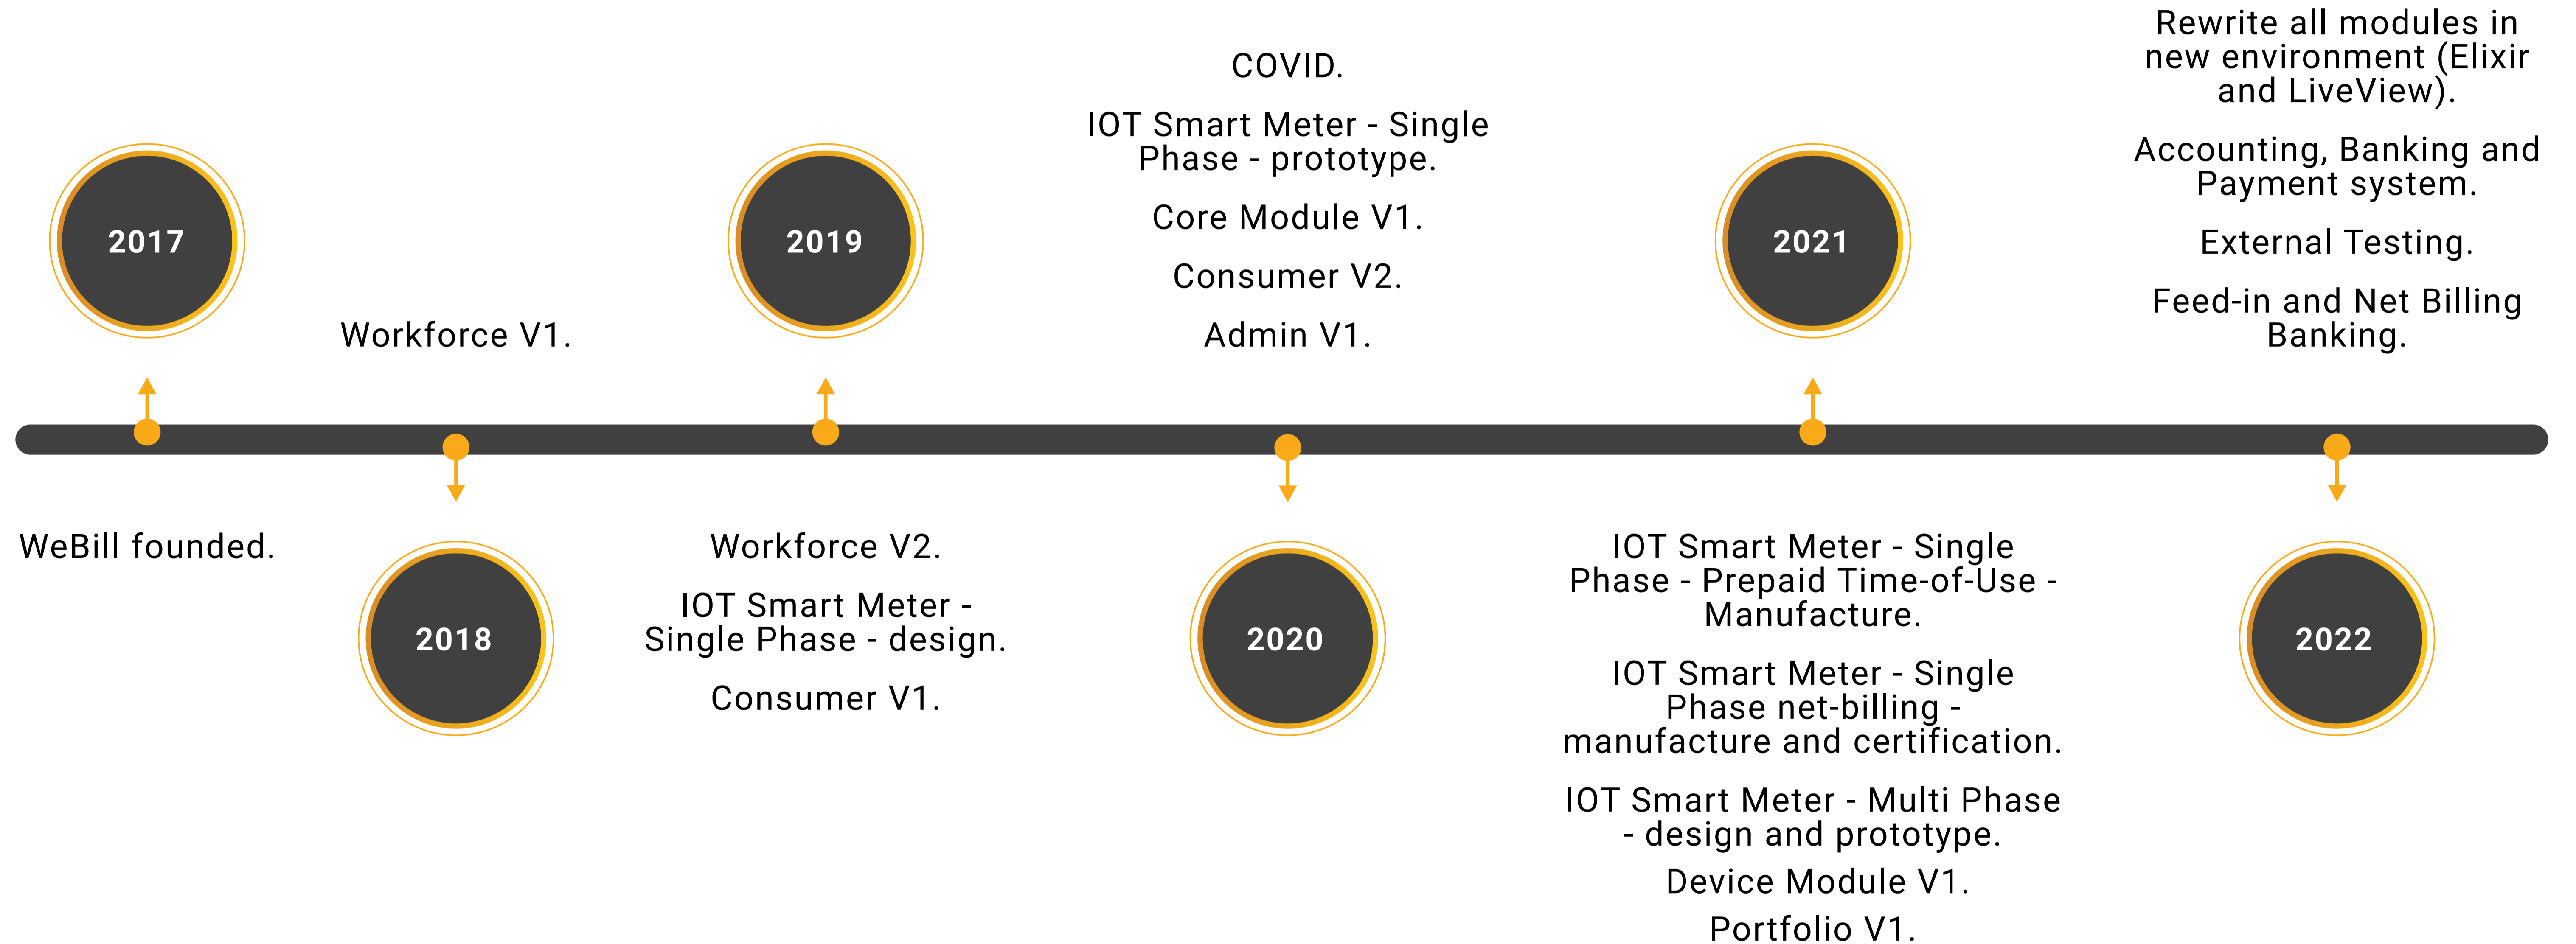 2017
WeBill founded.
Workforce V1.
2018
2019
Workforce V2.
IOT Smart Meter -
Single Phase - design.
Consumer V1.
COVID.
IOT Smart Meter - Single
Phase - prototype.
Core Module V1.
Consumer V2.
Admin V1.
2020
2021
IOT Smart Meter - Single
Phase - Prepaid Time-of-Use -
Manufacture.
IOT Smart Meter - Single
Phase net-billing -
manufacture and certification.
IOT Smart Meter - Multi Phase
- design and prototype.
Device Module V1.
Portfolio V1.
Rewrite all modules in
new environment (Elixir
and LiveView).
Accounting, Banking and
Payment system.
External Testing.
Feed-in and Net Billing
Banking.
2022